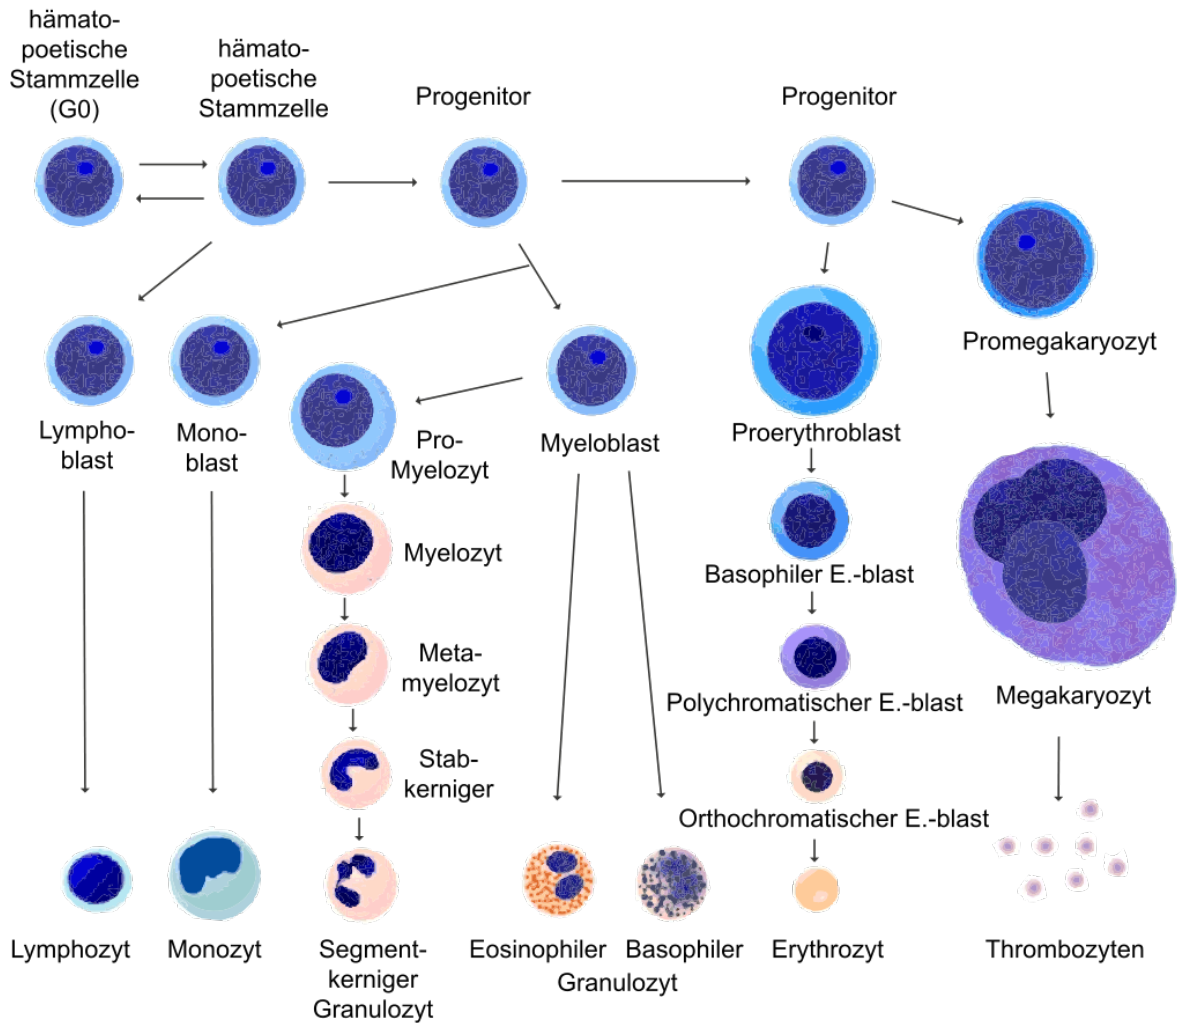 hämato-
poetische
Stammzelle
(G0)
hämato-
poetische
Stammzelle
Progenitor
Progenitor
Promegakaryozyt
Lympho-
blast
Mono-
blast
Pro-
Myelozyt
Myeloblast
Proerythroblast
Myelozyt
Basophiler E.-blast
Meta-
myelozyt
Polychromatischer E.-blast
Megakaryozyt
Stab-
kerniger
Orthochromatischer E.-blast
Lymphozyt
Monozyt
Segment-
kerniger
Granulozyt
Eosinophiler
Basophiler
Granulozyt
Erythrozyt
Thrombozyten